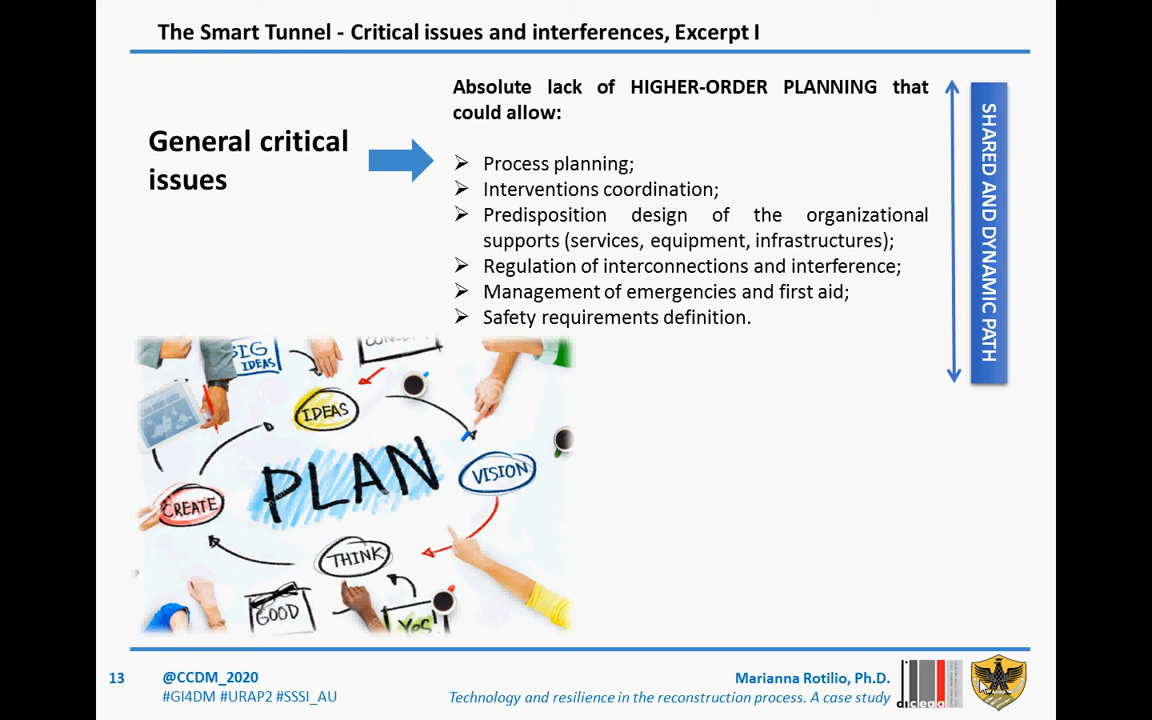 The Smart Tunnel - Critical issues and interferences, Excerpt I
General critical
issues
Absolute lack of HIGHER-ORDER PLANNING that
could allow:
Process planning;
Interventions coordination;
Predisposition design of the organizational
supports (services, equipment, infrastructures);
Regulation of interconnections and interference;
Management of emergencies and first aid;
Safety requirements definition.
SHARED AND DYNAMIC PATH
BIG
IDEAS
IDEAS
PLAN
VISION
CREATE
THINK
GOOD
Yes!
13
@CCDM_2020
#GI4DM #URAP2 #SSSI_AU
Marianna Rotilio, Ph.D.
Technology and resilience in the reconstruction process. A case study
diceaa